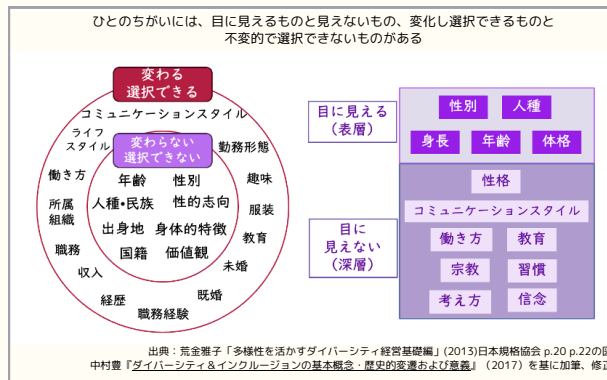 ひとのちがいには、目に見えるものと見えないもの、変化し選択できるものと
不変的で選択できないものがある
変わる
選択できる
コミュニケーションスタイル
ライフ
スタイル
変わらない
選択できない
勤務形態
働き方
年齢 性別
趣味
所属
組織
人種・民族 性的志向
服装
出身地 身体的特徴
教育
職務
国籍 価値観
未婚
収入
経歴
既婚
職務経験
目に見える
（表層）
性別 人種
身長 年齢 体格
目に
見えない
（深層）
性格
コミュニケーションスタイル
働き方 教育
宗教 習慣
考え方 信念
出典：荒金雅子「多様性を活かすダイバーシティ経営基礎編」(2013)日本規格協会 p.20 p.22の
中村豊『ダイバーシティ＆インクルージョンの基本概念・歴史的変遷および意義』（2017）を基に加筆、修